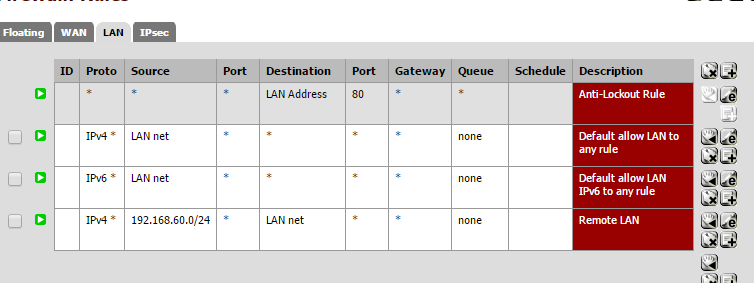 Floating WAN LAN IPsec
ID Proto Source Port Destination Port Gateway Queue Schedule Description
* * * LAN Address 80 * * Anti-Lockout Rule
IPv4 * LAN net * * * * none Default allow LAN to
any rule
IPv6 * LAN net * * * * none Default allow LAN
IPv6 to any rule
IPv4 * 192.168.60.0/24 * LAN net * * none Remote LAN